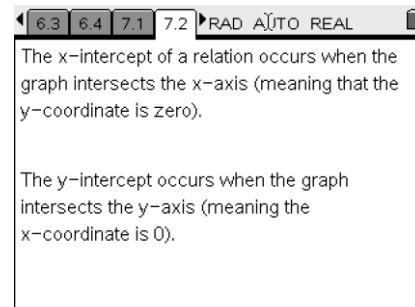 6.3 6.4 7.1 7.2 RAD AUTO REAL
The x-intercept of a relation occurs when the
graph intersects the x-axis (meaning that the
y-coordinate is zero).
The y-intercept occurs when the graph
intersects the y-axis (meaning the
x-coordinate is 0).